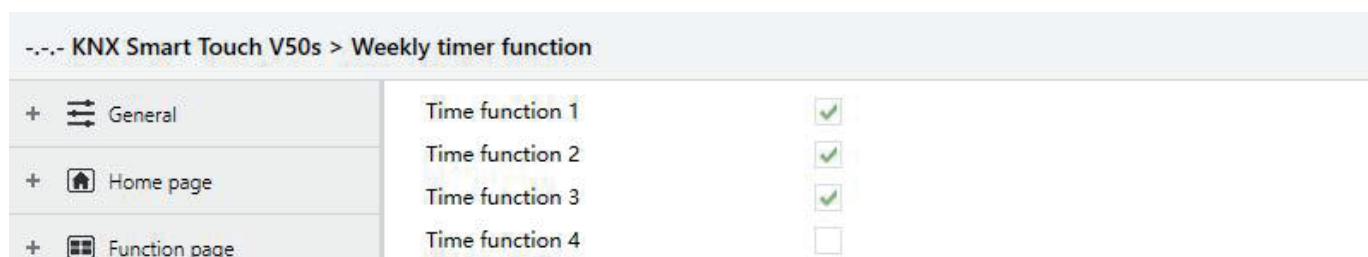 -.-.- KNX Smart Touch V50s > Weekly timer function
+ General
+ Home page
+ Function page
Time function 1
Time function 2
Time function 3
Time function 4